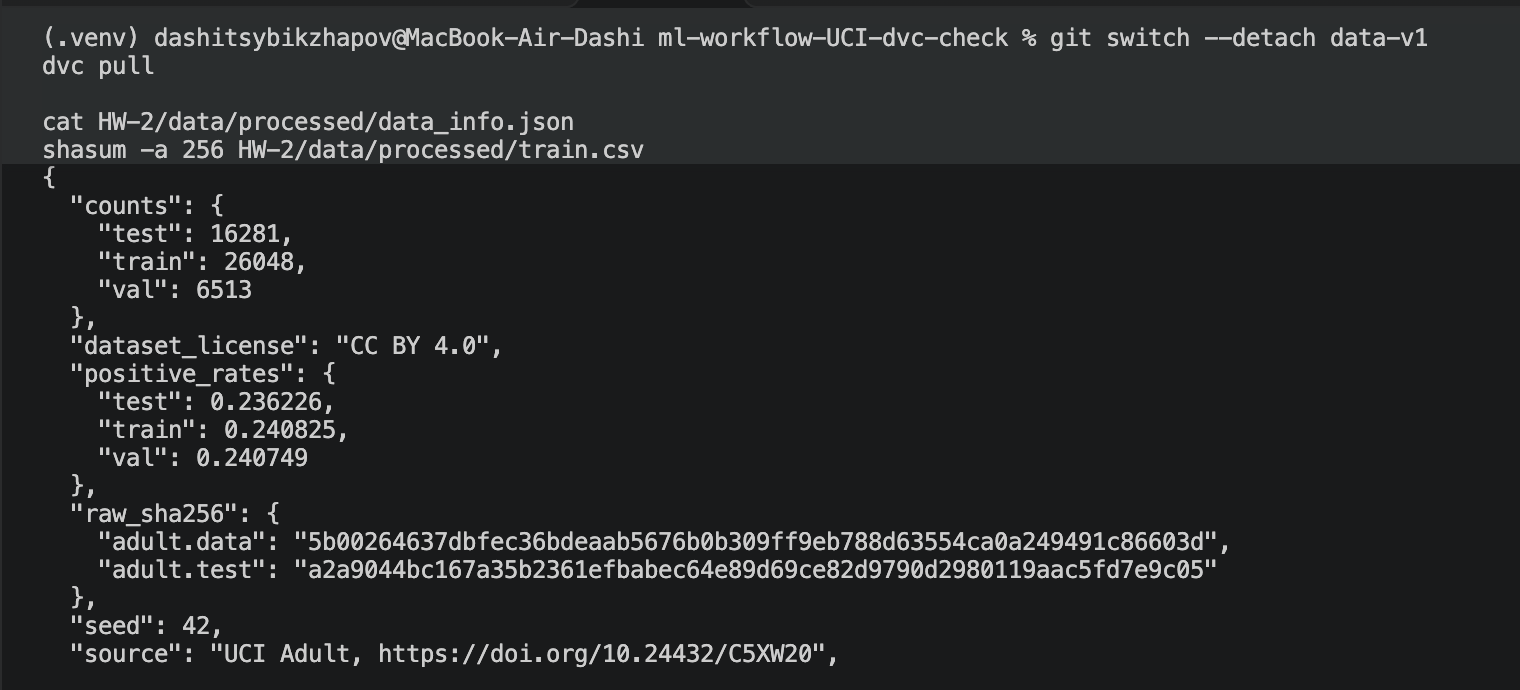 (.venv) dashitsybikzhapov@MacBook-Air-Dashi ml-workflow-UCI-dvc-check % git switch --detach data-v1
dvc pull
cat HW-2/data/processed/data_info.json
shasum -a 256 HW-2/data/processed/train.csv
{
  "counts": {
    "test": 16281,
    "train": 26048,
    "val": 6513
  },
  "dataset_license": "CC BY 4.0",
  "positive_rates": {
    "test": 0.236226,
    "train": 0.240825,
    "val": 0.240749
  },
  "raw_sha256": {
    "adult.data": "5b00264637dbfec36bdeaab5676b0b309ff9eb788d63554ca0a249491c86603d",
    "adult.test": "a2a9044bc167a35b2361efbabec64e89d69ce82d9790d2980119aac5fd7e9c05"
  },
  "seed": 42,
  "source": "UCI Adult, https://doi.org/10.24432/C5XW20",